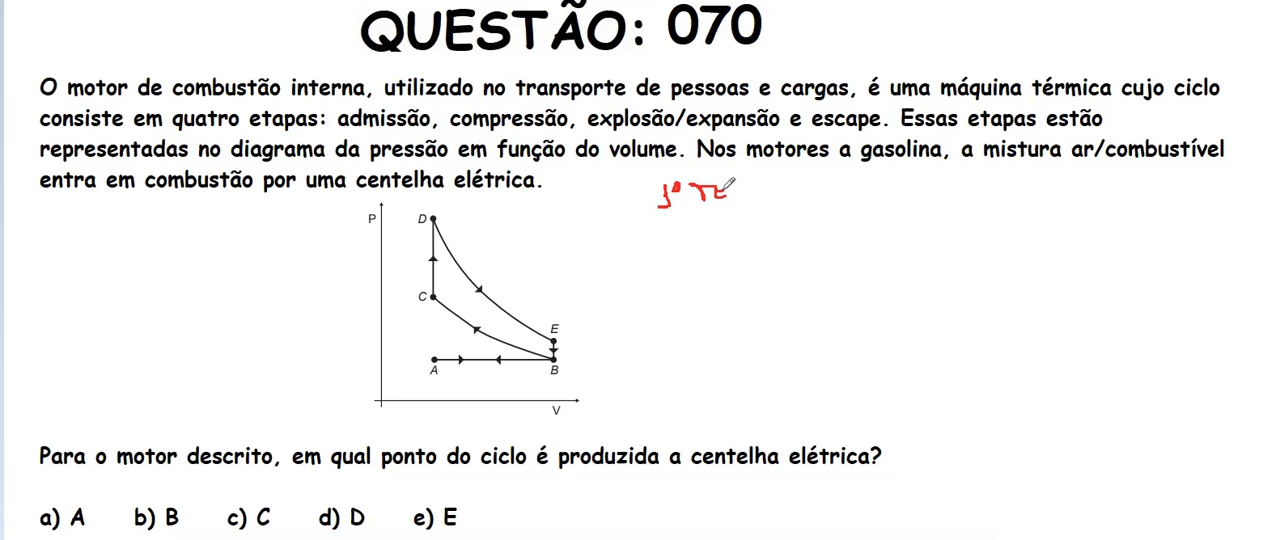 QUESTÃO: 070
O motor de combustão interna, utilizado no transporte de pessoas e cargas, é uma máquina térmica cujo ciclo
consiste em quatro etapas: admissão, compressão, explosão/expansão e escape. Essas etapas estão
representadas no diagrama da pressão em função do volume. Nos motores a gasolina, a mistura ar/combustível
entra em combustão por uma centelha elétrica.
1ª TE
P
D
C
E
A
B
V
Para o motor descrito, em qual ponto do ciclo é produzida a centelha elétrica?
a) A b) B c) C d) D e) E